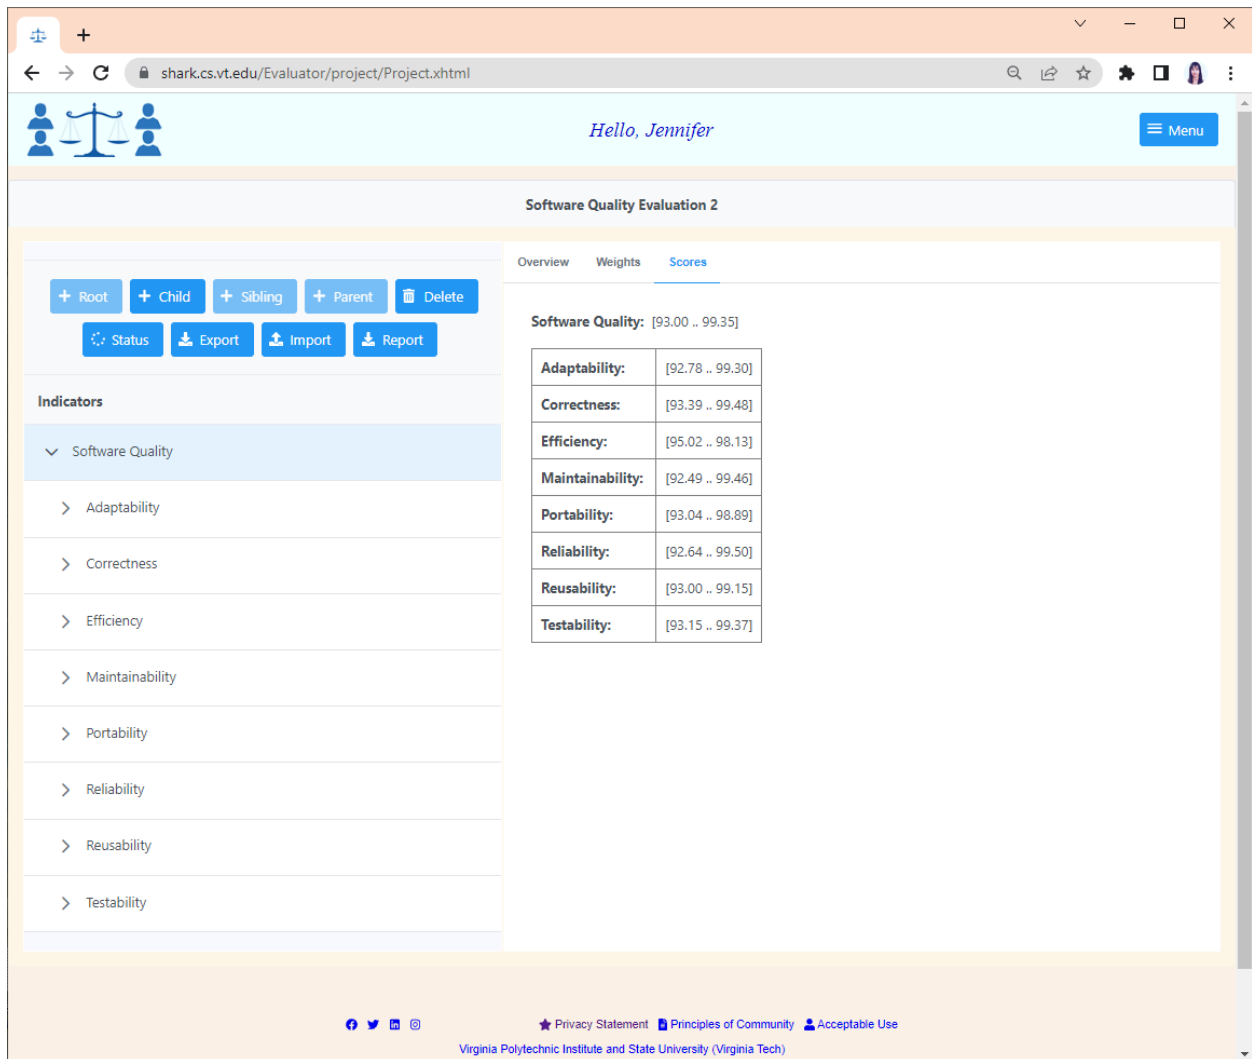 shark.cs.vt.edu/Evaluator/project/Project.xhtml
Hello, Jennifer
Menu
Software Quality Evaluation 2
+ Root + Child + Sibling + Parent Delete
Status Export Import Report
Indicators
Software Quality
Adaptability
Correctness
Efficiency
Maintainability
Portability
Reliability
Reusability
Testability
Overview Weights Scores
Software Quality: [93.00 .. 99.35]
Adaptability: [92.78 .. 99.30]
Correctness: [93.39 .. 99.48]
Efficiency: [95.02 .. 98.13]
Maintainability: [92.49 .. 99.46]
Portability: [93.04 .. 98.89]
Reliability: [92.64 .. 99.50]
Reusability: [93.00 .. 99.15]
Testability: [93.15 .. 99.37]
Privacy Statement Principles of Community Acceptable Use
Virginia Polytechnic Institute and State University (Virginia Tech)